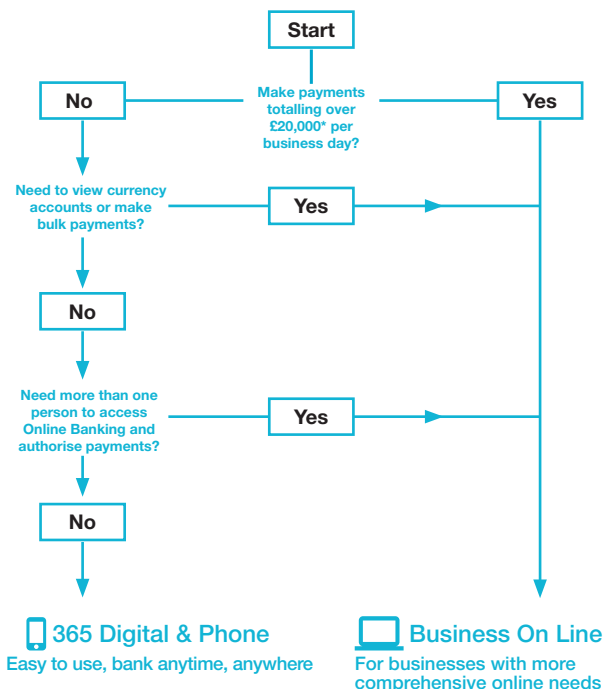 Start
No
Make payments
totalling over
£20,000* per
business day?
Yes
Need to view currency
accounts or make
bulk payments?
Yes
No
Need more than one
person to access
Online Banking and
authorise payments?
Yes
No
365 Digital & Phone
Easy to use, bank anytime, anywhere
Business On Line
For businesses with more
comprehensive online needs